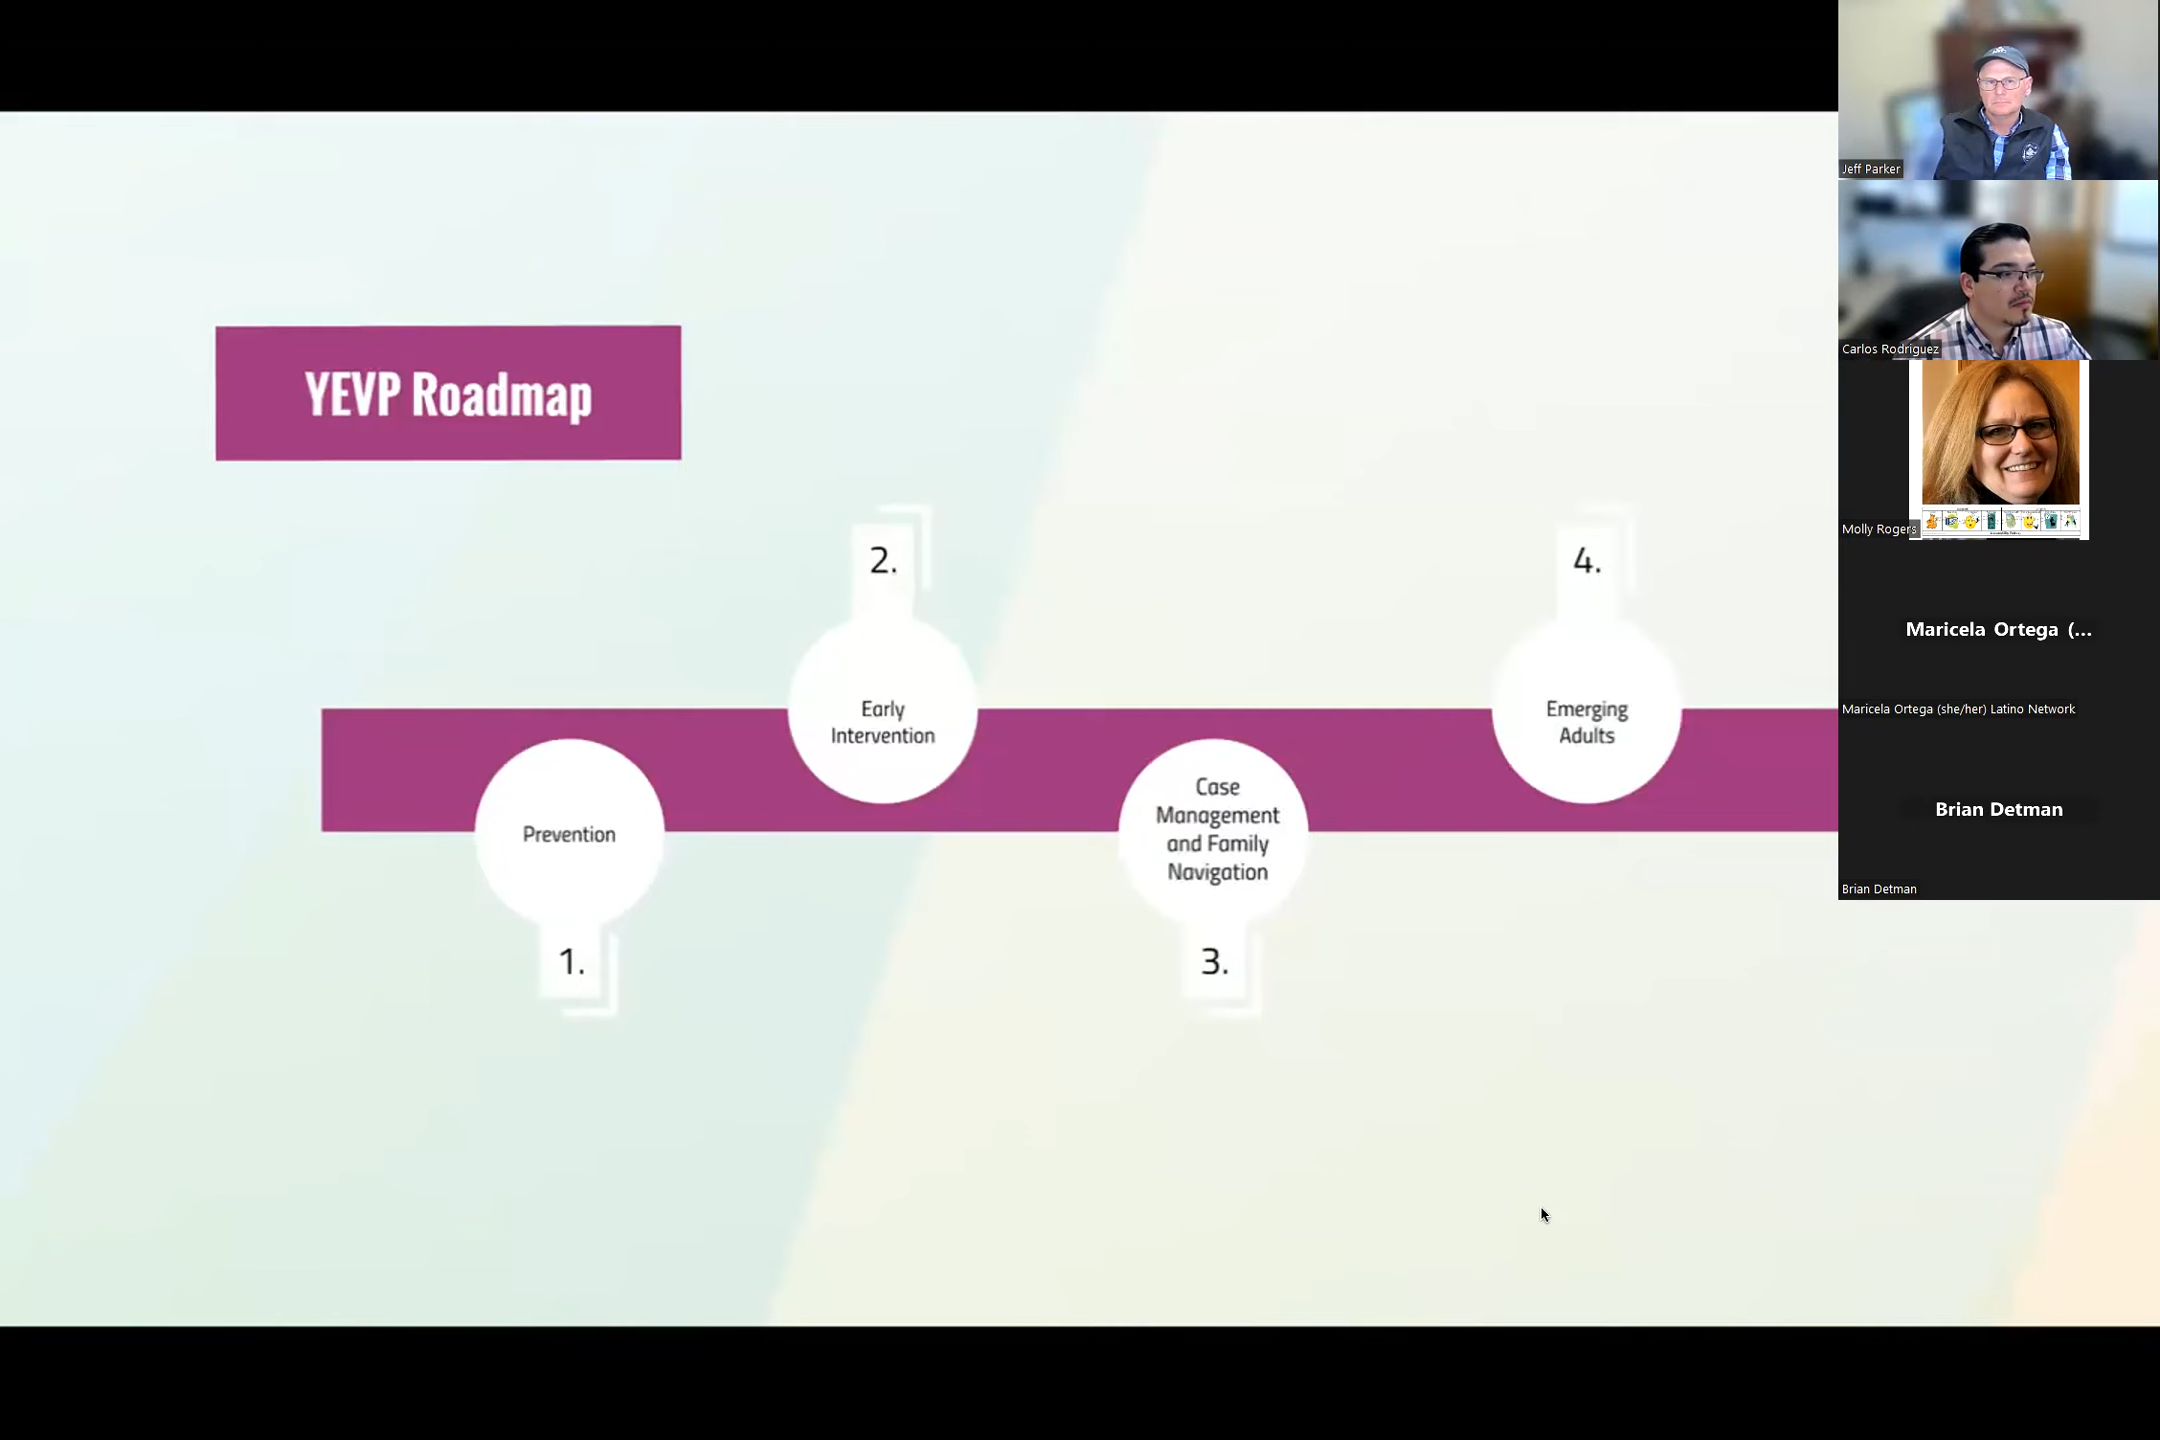 YEVP Roadmap
2.
4.
Early
Intervention
Emerging
Adults
Prevention
Case
Management
and Family
Navigation
1.
3.
Jeff Parker
Carlos Rodriguez
Molly Rogers
Maricela Ortega (...
Maricela Ortega (she/her) Latino Network
Brian Detman
Brian Detman